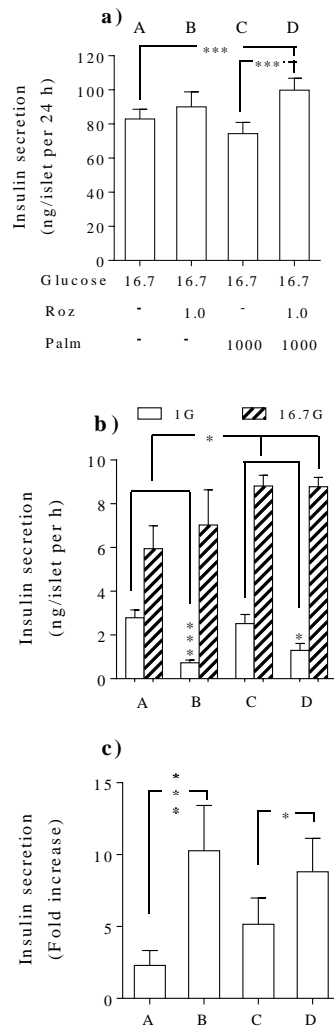 a)
A B C D
***
***
120
100
80
60
40
20
0
Insulin secretion
(ng/islet per 24 h)
Glucose 16.7 16.7 16.7 16.7
Roz - 1.0 - 1.0
Palm - - 1000 1000
b)
1G 16.7G
*
10
8
6
4
2
0
Insulin secretion
(ng/islet per h)
***
*
A B C D
c)
***
*
15
10
5
0
Insulin secretion
(Fold increase)
A B C D